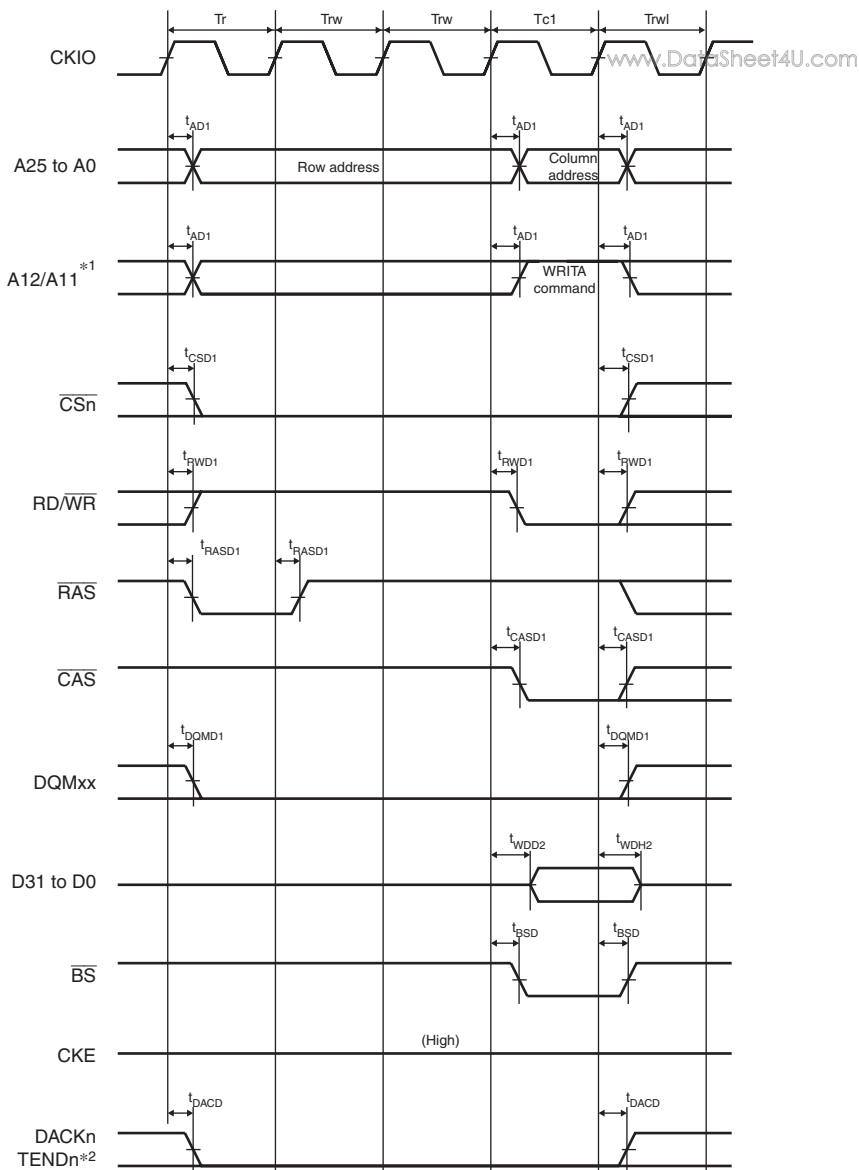 Tr Trw Trw Tc1 Trwl
CKIO
www.DataSheet4U.com
tAD1 tAD1 tAD1
A25 to A0
Row address
Column
address
tAD1 tAD1 tAD1
A12/A11*1
WRITA
command
tCSD1 tCSD1
CSn
tRWD1 tRWD1 tRWD1
RD/WR
tRASD1 tRASD1
RAS
tCASD1 tCASD1
CAS
tDQMD1 tDQMD1
DQMxx
tWDD2 tWDH2
D31 to D0
tBSD tBSD
BS
(High)
CKE
tDACD tDACD
DACKn
TENDn*2